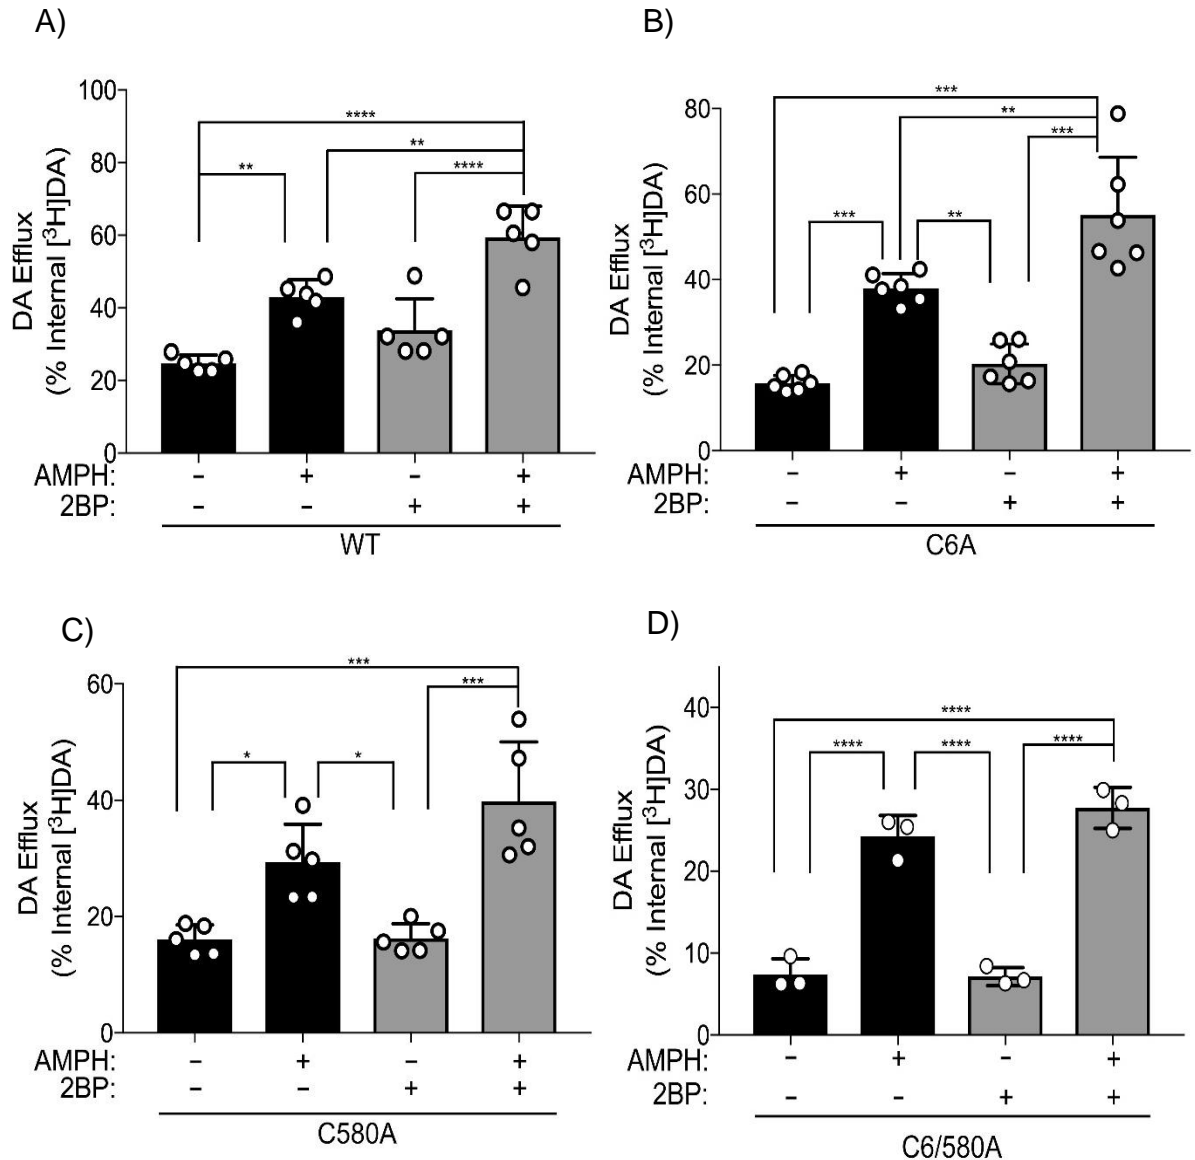 A)
DA Efflux
(% Internal [³H]DA)
100
80
60
40
20
0
****
**
**
****
AMPH: – + – +
2BP: – – + +
WT
B)
DA Efflux
(% Internal [³H]DA)
80
60
40
20
0
***
**
***
***
**
AMPH: – + – +
2BP: – – + +
C6A
C)
DA Efflux
(% Internal [³H]DA)
60
40
20
0
***
***
*
*
AMPH: – + – +
2BP: – – + +
C580A
D)
DA Efflux
(% Internal [³H]DA)
40
30
20
10
0
****
****
****
****
AMPH: – + – +
2BP: – – + +
C6/580A